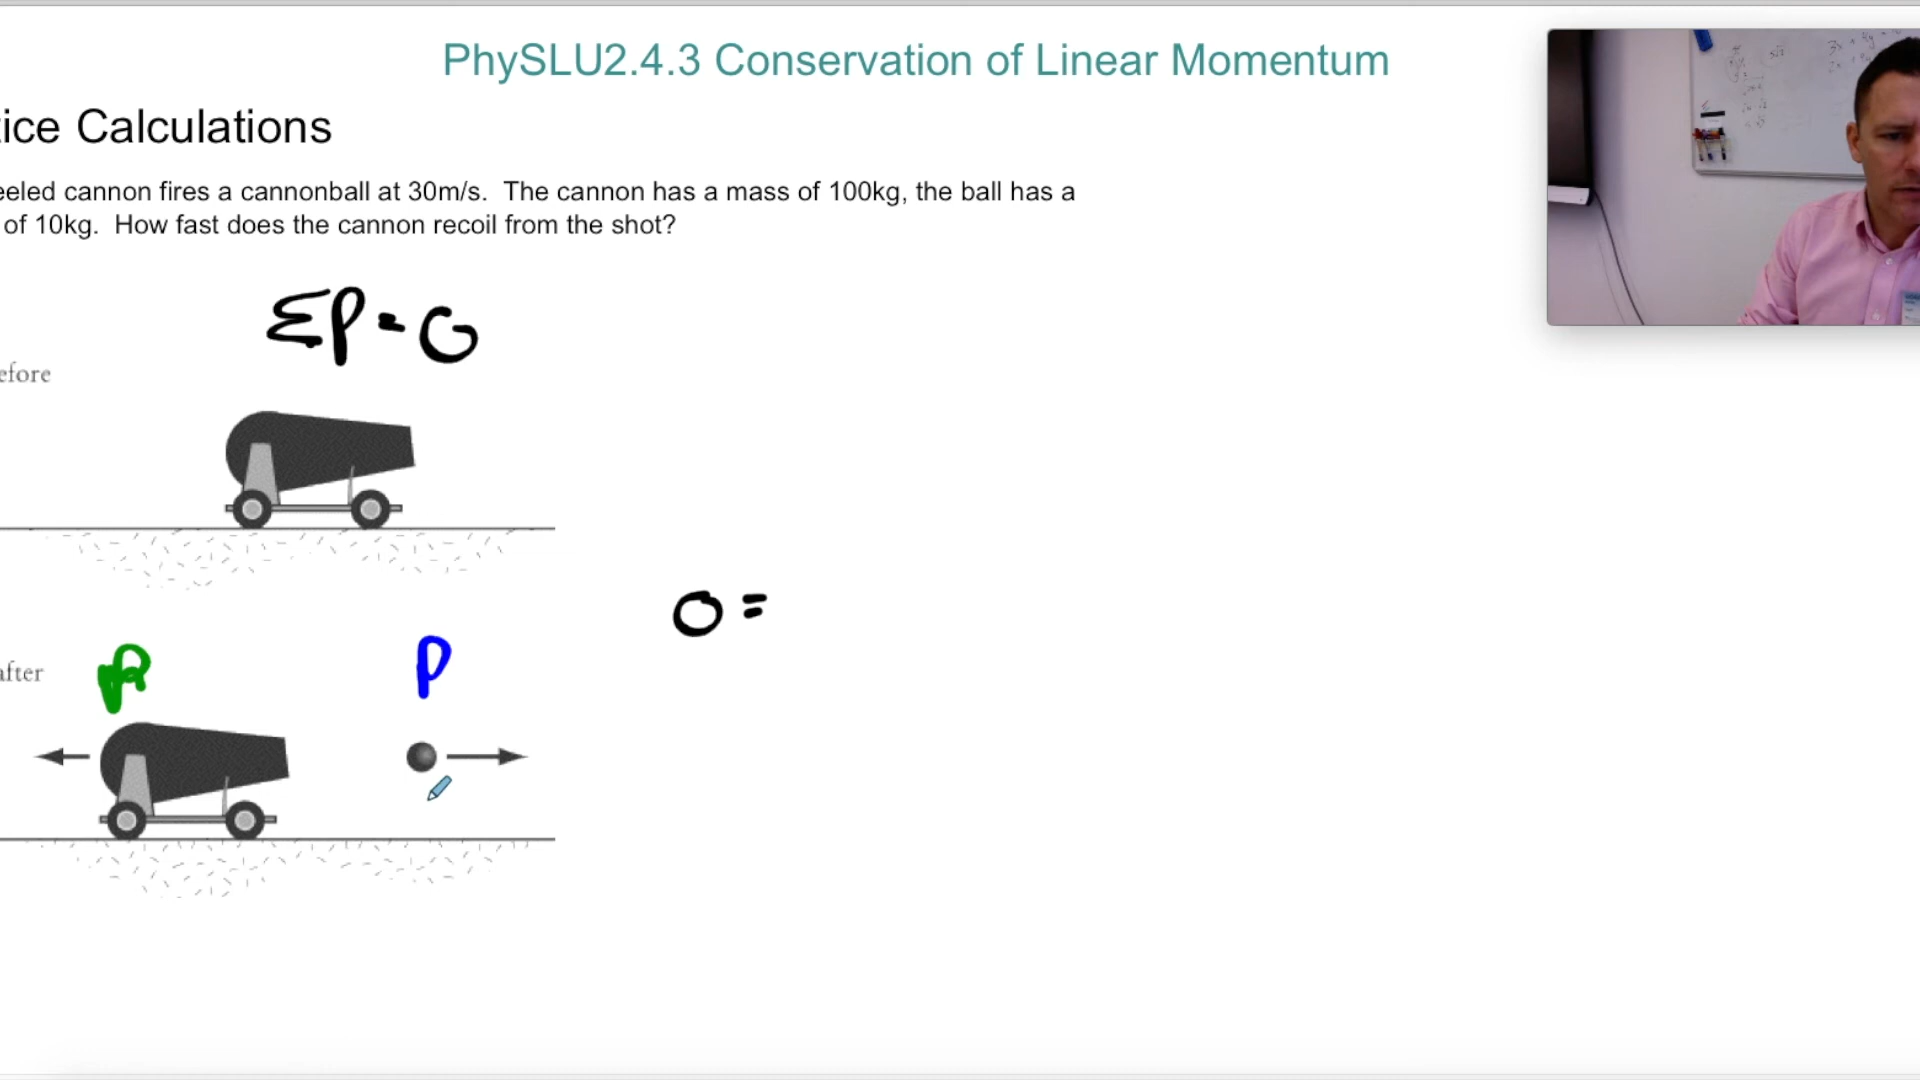 PhySLU2.4.3 Conservation of Linear Momentum
tice Calculations
eeled cannon fires a cannonball at 30m/s. The cannon has a mass of 100kg, the ball has a
of 10kg. How fast does the cannon recoil from the shot?
ΣP = 0
efore
0 =
P
P
after